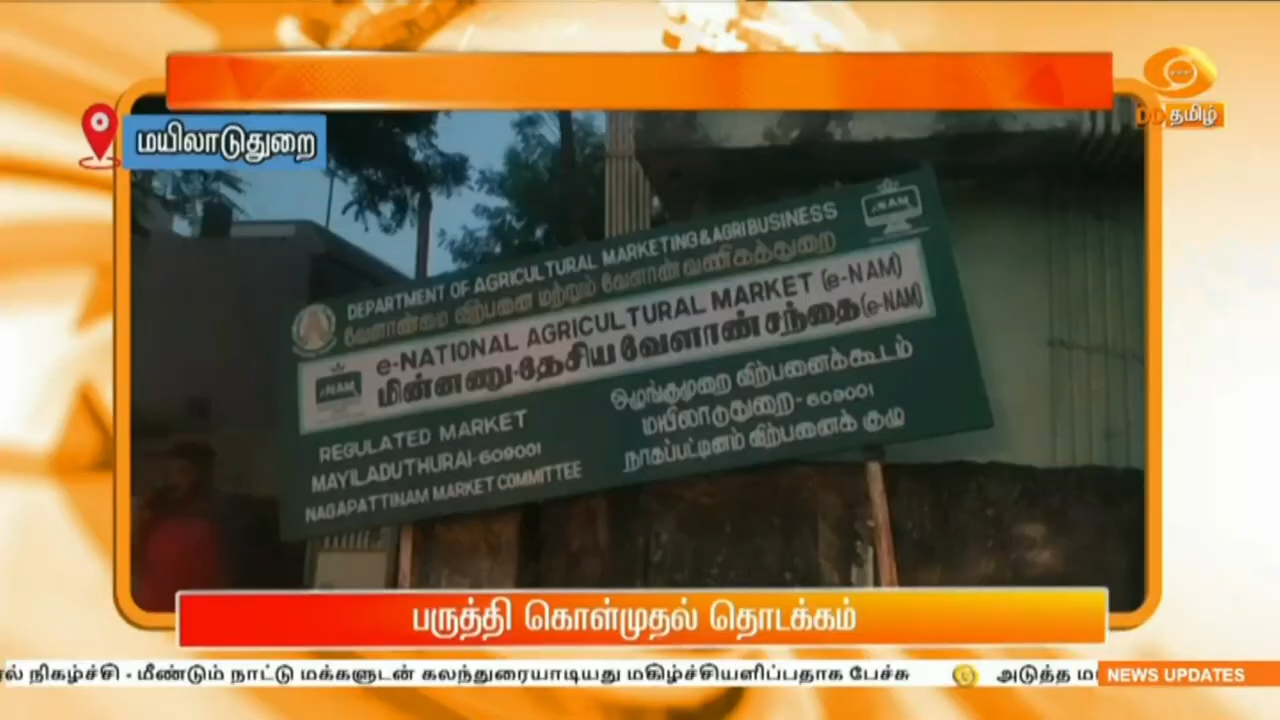 DD தமிழ்
மயிலாடுதுறை
DEPARTMENT OF AGRICULTURAL MARKETING & AGRIBUSINESS
வேளாண்மை விற்பனை மற்றும் வேளாண் வணிகத்துறை
e-NAM
e-NATIONAL AGRICULTURAL MARKET (e-NAM)
மின்னணு-தேசிய வேளாண் சந்தை (e-NAM)
e-NAM
REGULATED MARKET
MAYILADUTHURAI-609001
NAGAPATTINAM MARKET COMMITTEE
ஒழுங்குமுறை விற்பனைக்கூடம்
மயிலாடுதுறை-609001
நாகப்பட்டினம் விற்பனைக் குழு
பருத்தி கொள்முதல் தொடக்கம்
நிகழ்ச்சி - மீண்டும் நாட்டு மக்களுடன் கலந்துரையாடியது மகிழ்ச்சியளிப்பதாக பேச்சு அடுத்த
NEWS UPDATES